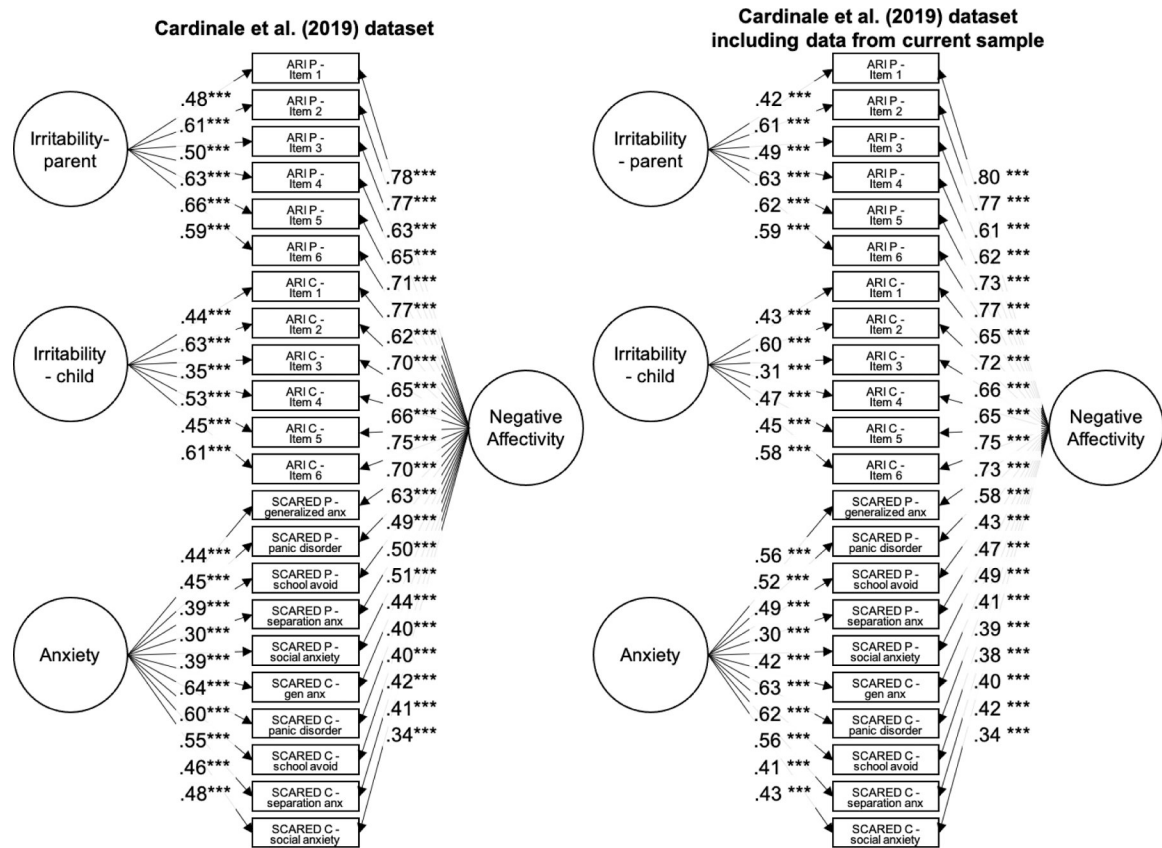 Cardinale et al. (2019) dataset
ARI P -
Item 1
ARI P -
Item 2
ARI P -
Item 3
ARI P -
Item 4
ARI P -
Item 5
ARI P -
Item 6
ARI C -
Item 1
ARI C -
Item 2
ARI C -
Item 3
ARI C -
Item 4
ARI C -
Item 5
ARI C -
Item 6
SCARED P -
generalized anx
SCARED P -
panic disorder
SCARED P -
school avoid
SCARED P -
separation anx
SCARED P -
social anxiety
SCARED C -
gen anx
SCARED C -
panic disorder
SCARED C -
school avoid
SCARED C -
separation anx
SCARED C -
social anxiety
Irritability-
parent
.48***
.61***
.50***
.63***
.66***
.59***
Irritability
- child
.44***
.63***
.35***
.53***
.45***
.61***
Anxiety
.44***
.45***
.39***
.30***
.39***
.64***
.60***
.55***
.46***
.48***
.78***
.77***
.63***
.65***
.71***
.77***
.62***
.70***
.65***
.66***
.75***
.70***
.63***
.49***
.50***
.51***
.44***
.40***
.40***
.42***
.41***
.34***
Negative
Affectivity
Cardinale et al. (2019) dataset
including data from current sample
ARI P -
Item 1
ARI P -
Item 2
ARI P -
Item 3
ARI P -
Item 4
ARI P -
Item 5
ARI P -
Item 6
ARI C -
Item 1
ARI C -
Item 2
ARI C -
Item 3
ARI C -
Item 4
ARI C -
Item 5
ARI C -
Item 6
SCARED P -
generalized anx
SCARED P -
panic disorder
SCARED P -
school avoid
SCARED P -
separation anx
SCARED P -
social anxiety
SCARED C -
gen anx
SCARED C -
panic disorder
SCARED C -
school avoid
SCARED C -
separation anx
SCARED C -
social anxiety
Irritability
- parent
.42 ***
.61 ***
.49 ***
.63 ***
.62 ***
.59 ***
Irritability
- child
.43 ***
.60 ***
.31 ***
.47 ***
.45 ***
.58 ***
Anxiety
.56 ***
.52 ***
.49 ***
.30 ***
.42 ***
.63 ***
.62 ***
.56 ***
.41 ***
.43 ***
.80 ***
.77 ***
.61 ***
.62 ***
.73 ***
.77 ***
.65 ***
.72 ***
.66 ***
.65 ***
.75 ***
.73 ***
.58 ***
.43 ***
.47 ***
.49 ***
.41 ***
.39 ***
.38 ***
.40 ***
.42 ***
.34 ***
Negative
Affectivity